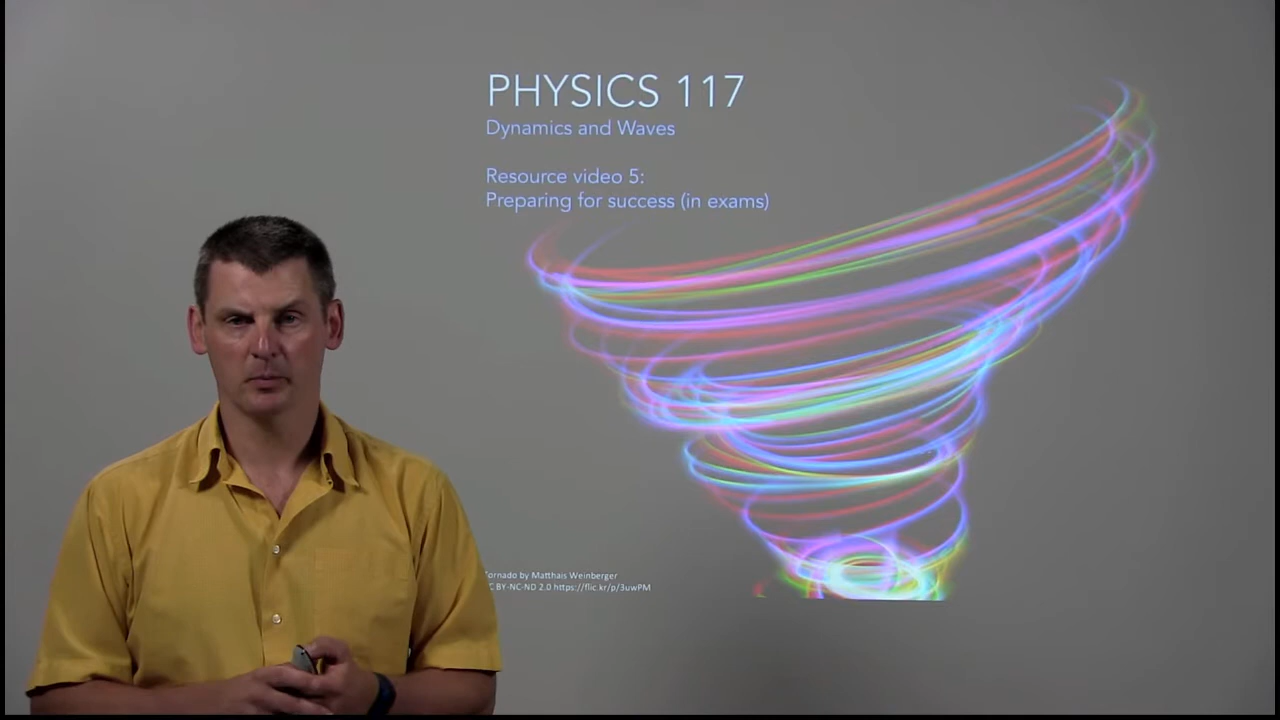 PHYSICS 117
Dynamics and Waves
Resource video 5:
Preparing for success (in exams)
ornado by Matthais Weinberger
C BY-NC-ND 2.0 https://flic.kr/p/3uwPM